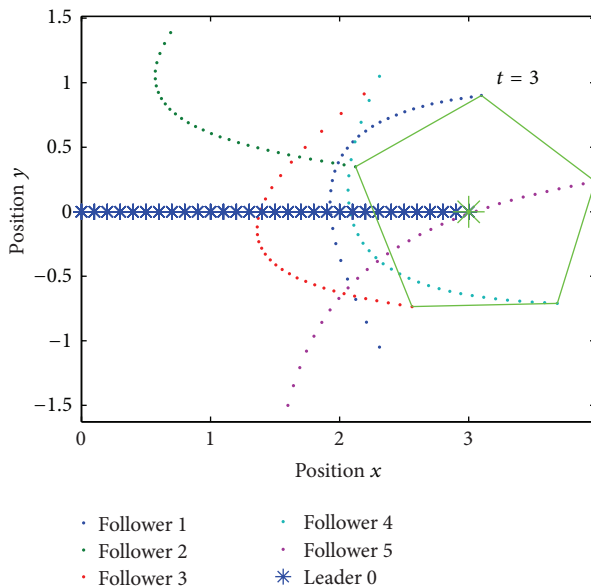 1.5
1
0.5
0
−0.5
−1
−1.5
Position y
t = 3
0
1
2
3
Position x
Follower 1
Follower 2
Follower 3
Follower 4
Follower 5
Leader 0